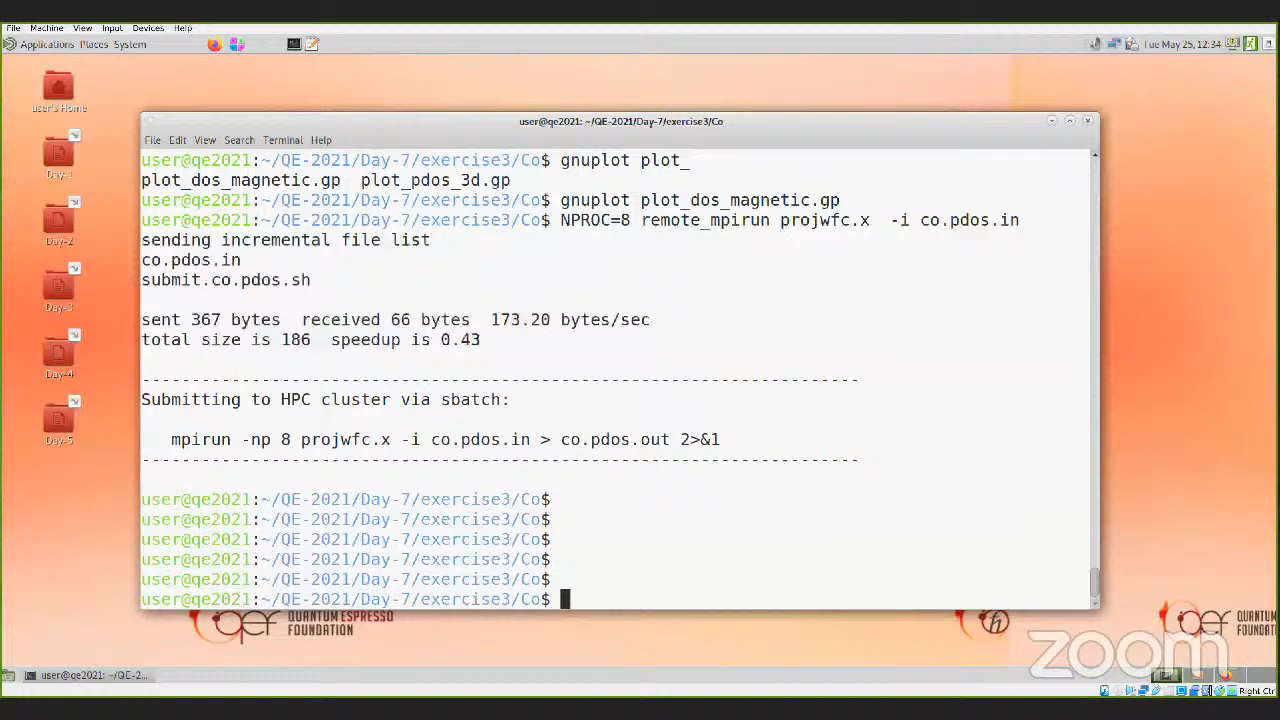 File Machine View Input Devices Help
Applications Places System
Tue May 25, 12:34
user's Home
Day-1
Day-2
Day-3
Day-4
Day-5
user@qe2021: ~/QE-2021/Day-7/exercise3/Co
File Edit View Search Terminal Help
user@qe2021:~/QE-2021/Day-7/exercise3/Co$ gnuplot plot_
plot_dos_magnetic.gp  plot_pdos_3d.gp
user@qe2021:~/QE-2021/Day-7/exercise3/Co$ gnuplot plot_dos_magnetic.gp
user@qe2021:~/QE-2021/Day-7/exercise3/Co$ NPROC=8 remote_mpirun projwfc.x  -i co.pdos.in
sending incremental file list
co.pdos.in
submit.co.pdos.sh
sent 367 bytes  received 66 bytes  173.20 bytes/sec
total size is 186  speedup is 0.43
------------------------------------------------------------------------
Submitting to HPC cluster via sbatch:
mpirun -np 8 projwfc.x -i co.pdos.in > co.pdos.out 2>&1
------------------------------------------------------------------------
user@qe2021:~/QE-2021/Day-7/exercise3/Co$
user@qe2021:~/QE-2021/Day-7/exercise3/Co$
user@qe2021:~/QE-2021/Day-7/exercise3/Co$
user@qe2021:~/QE-2021/Day-7/exercise3/Co$
user@qe2021:~/QE-2021/Day-7/exercise3/Co$
user@qe2021:~/QE-2021/Day-7/exercise3/Co$
QUANTUM ESPRESSO
FOUNDATION
QUANTUM
FOUNDAT
zoom
user@qe2021: ~/QE-2...
Right Ctr